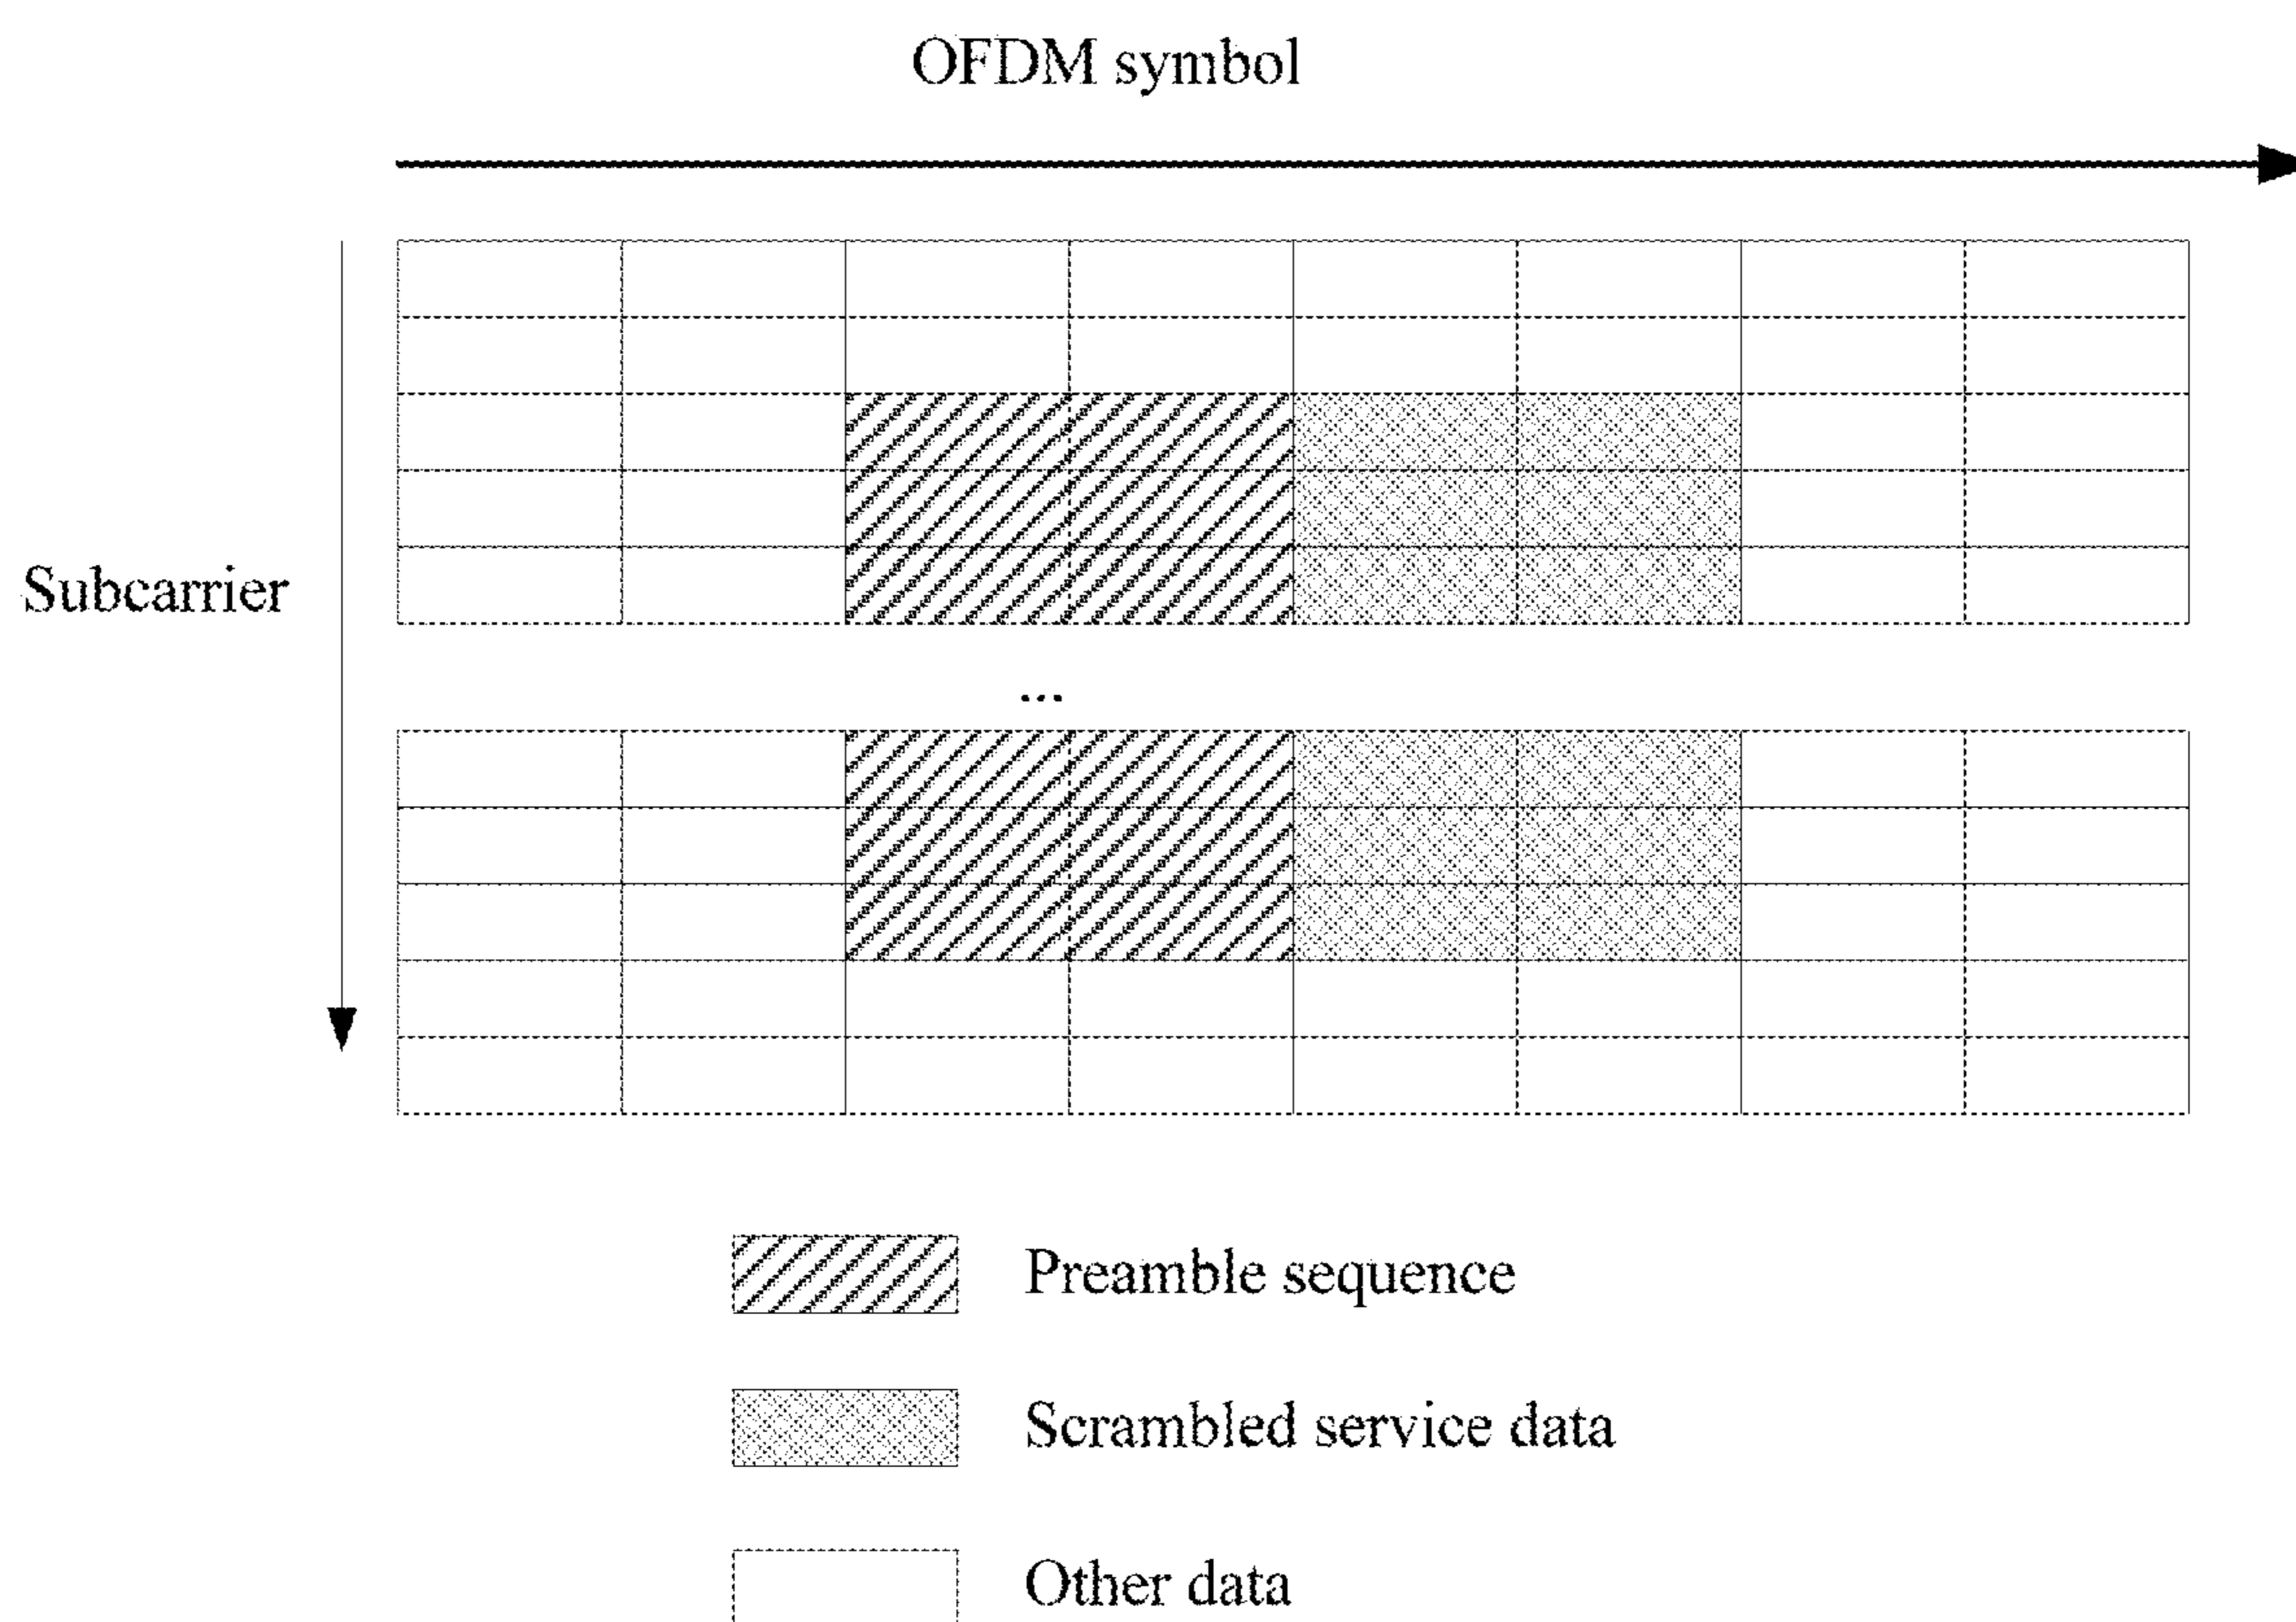 OFDM symbol
Subcarrier
...
Preamble sequence
Scrambled service data
Other data